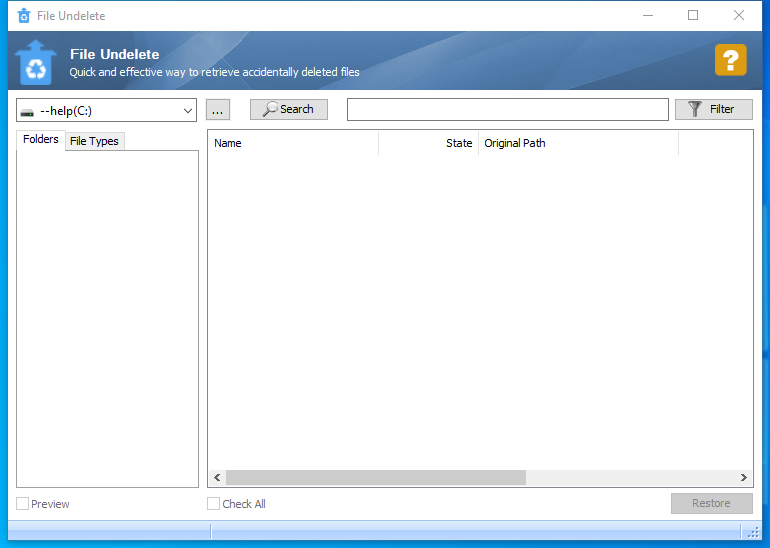 File Undelete
File Undelete
Quick and effective way to retrieve accidentally deleted files
?
--help(C:)
...
Search
Filter
Folders
File Types
Name
State
Original Path
Preview
Check All
Restore